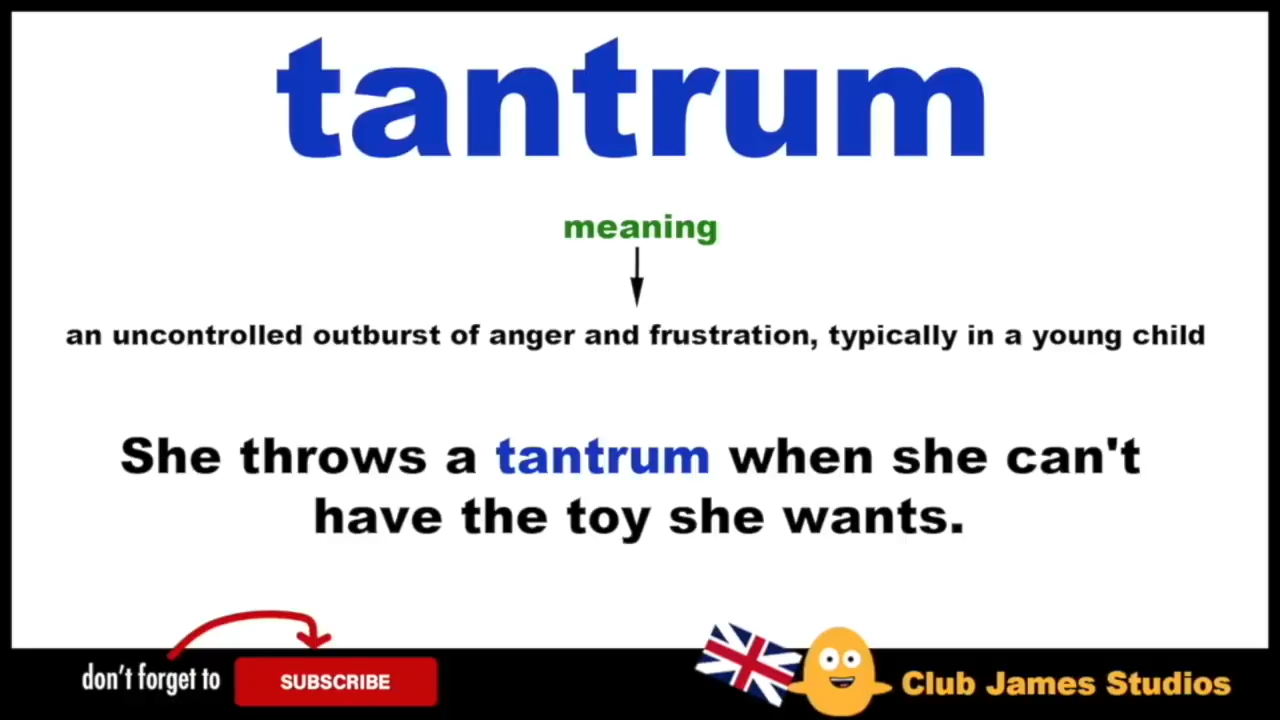 tantrum
meaning
an uncontrolled outburst of anger and frustration, typically in a young child
She throws a tantrum when she can't
have the toy she wants.
don't forget to
SUBSCRIBE
Club James Studios